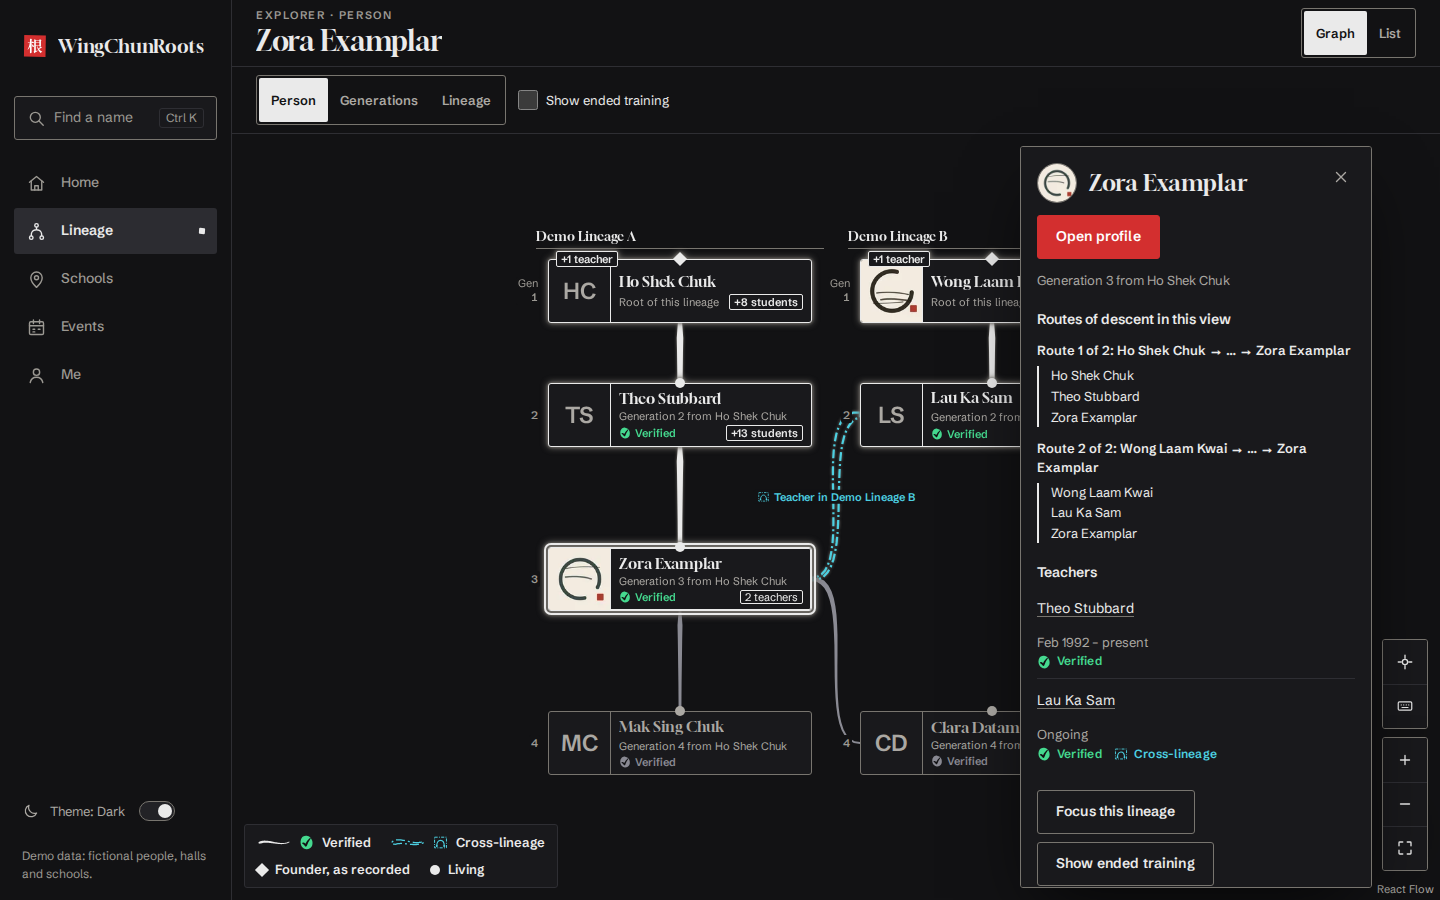 根 WingChunRoots
Find a name Ctrl K
Home
Lineage
Schools
Events
Me
Theme: Dark
Demo data: fictional people, halls
and schools.
EXPLORER · PERSON
Zora Examplar
Graph List
Person Generations Lineage Show ended training
Demo Lineage A
+1 teacher
Gen
1
HC
Ho Shek Chuk
Root of this lineage +8 students
2
TS
Theo Stubbard
Generation 2 from Ho Shek Chuk
Verified +13 students
Teacher in Demo Lineage B
3
Zora Examplar
Generation 3 from Ho Shek Chuk
Verified 2 teachers
4
MC
Mak Sing Chuk
Generation 4 from Ho Shek Chuk
Verified
Demo Lineage B
+1 teacher
Gen
1
Wong Laam
Root of this
2
LS
Lau Ka Sam
Generation 2 from
Verified
4
CD
Clara Datam
Generation 4 from
Verified
Verified Cross-lineage
Founder, as recorded Living
Zora Examplar
Open profile
Generation 3 from Ho Shek Chuk
Routes of descent in this view
Route 1 of 2: Ho Shek Chuk → ... → Zora Examplar
Ho Shek Chuk
Theo Stubbard
Zora Examplar
Route 2 of 2: Wong Laam Kwai → ... → Zora
Examplar
Wong Laam Kwai
Lau Ka Sam
Zora Examplar
Teachers
Theo Stubbard
Feb 1992 – present
Verified
Lau Ka Sam
Ongoing
Verified Cross-lineage
Focus this lineage
Show ended training
React Flow